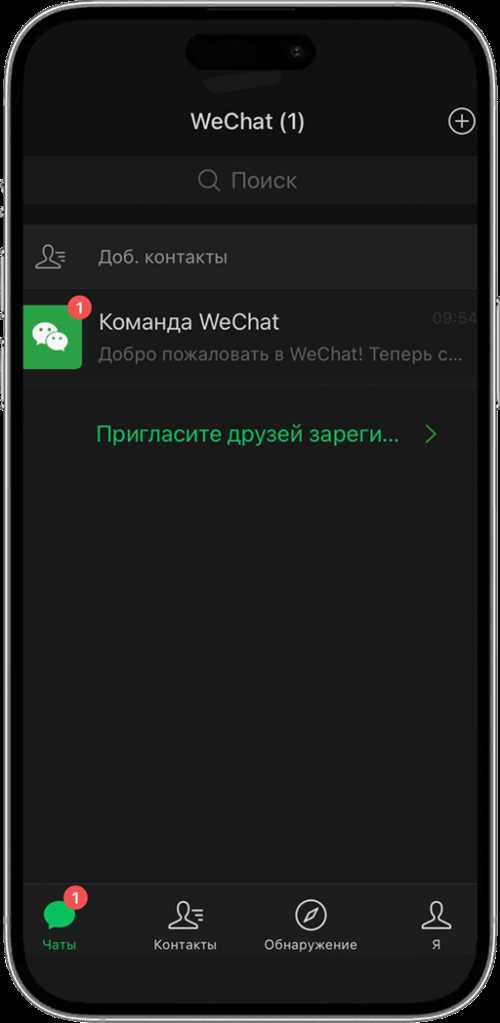 WeChat (1)
Поиск
Доб. контакты
1
Команда WeChat
09:54
Добро пожаловать в WeChat! Теперь с...
Пригласите друзей зареги...
1
Чаты
Контакты
Обнаружение
Я